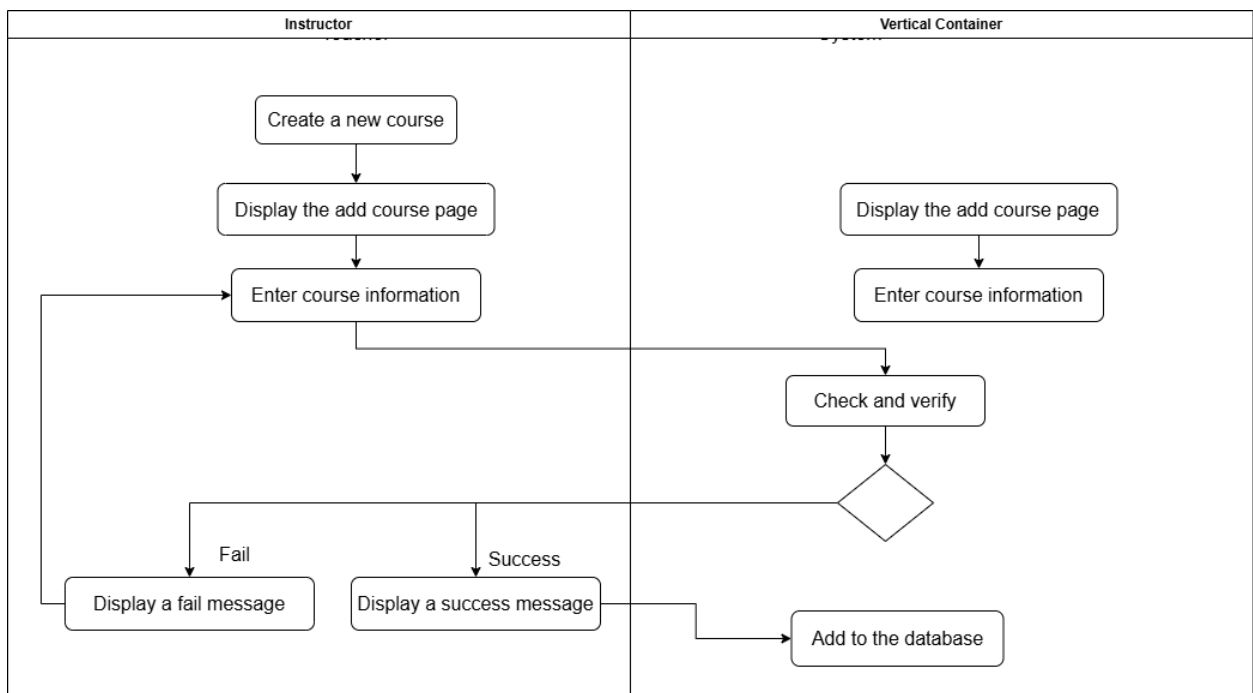 Instructor
Vertical Container
Create a new course
Display the add course page
Display the add course page
Enter course information
Enter course information
Check and verify
Fail
Success
Display a fail message
Display a success message
Add to the database